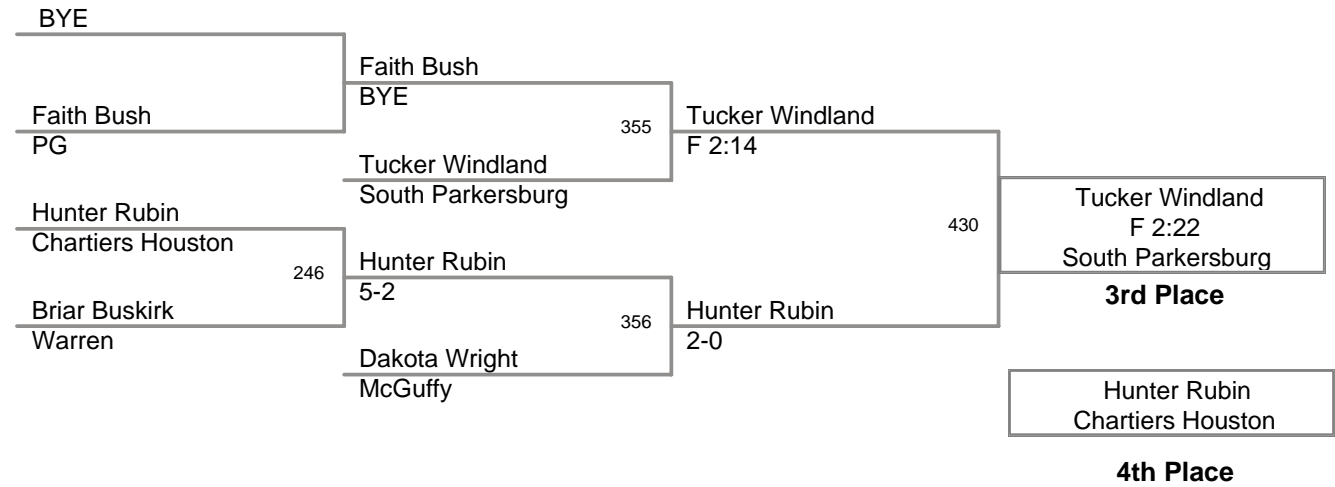 BYE
Faith Bush
BYE
Faith Bush
PG
355
Tucker Windland
F 2:14
Tucker Windland
South Parkersburg
Hunter Rubin
Chartiers Houston
430
Tucker Windland
F 2:22
South Parkersburg
3rd Place
246
Hunter Rubin
5-2
Briar Buskirk
Warren
356
Hunter Rubin
2-0
Dakota Wright
McGuffy
Hunter Rubin
Chartiers Houston
4th Place